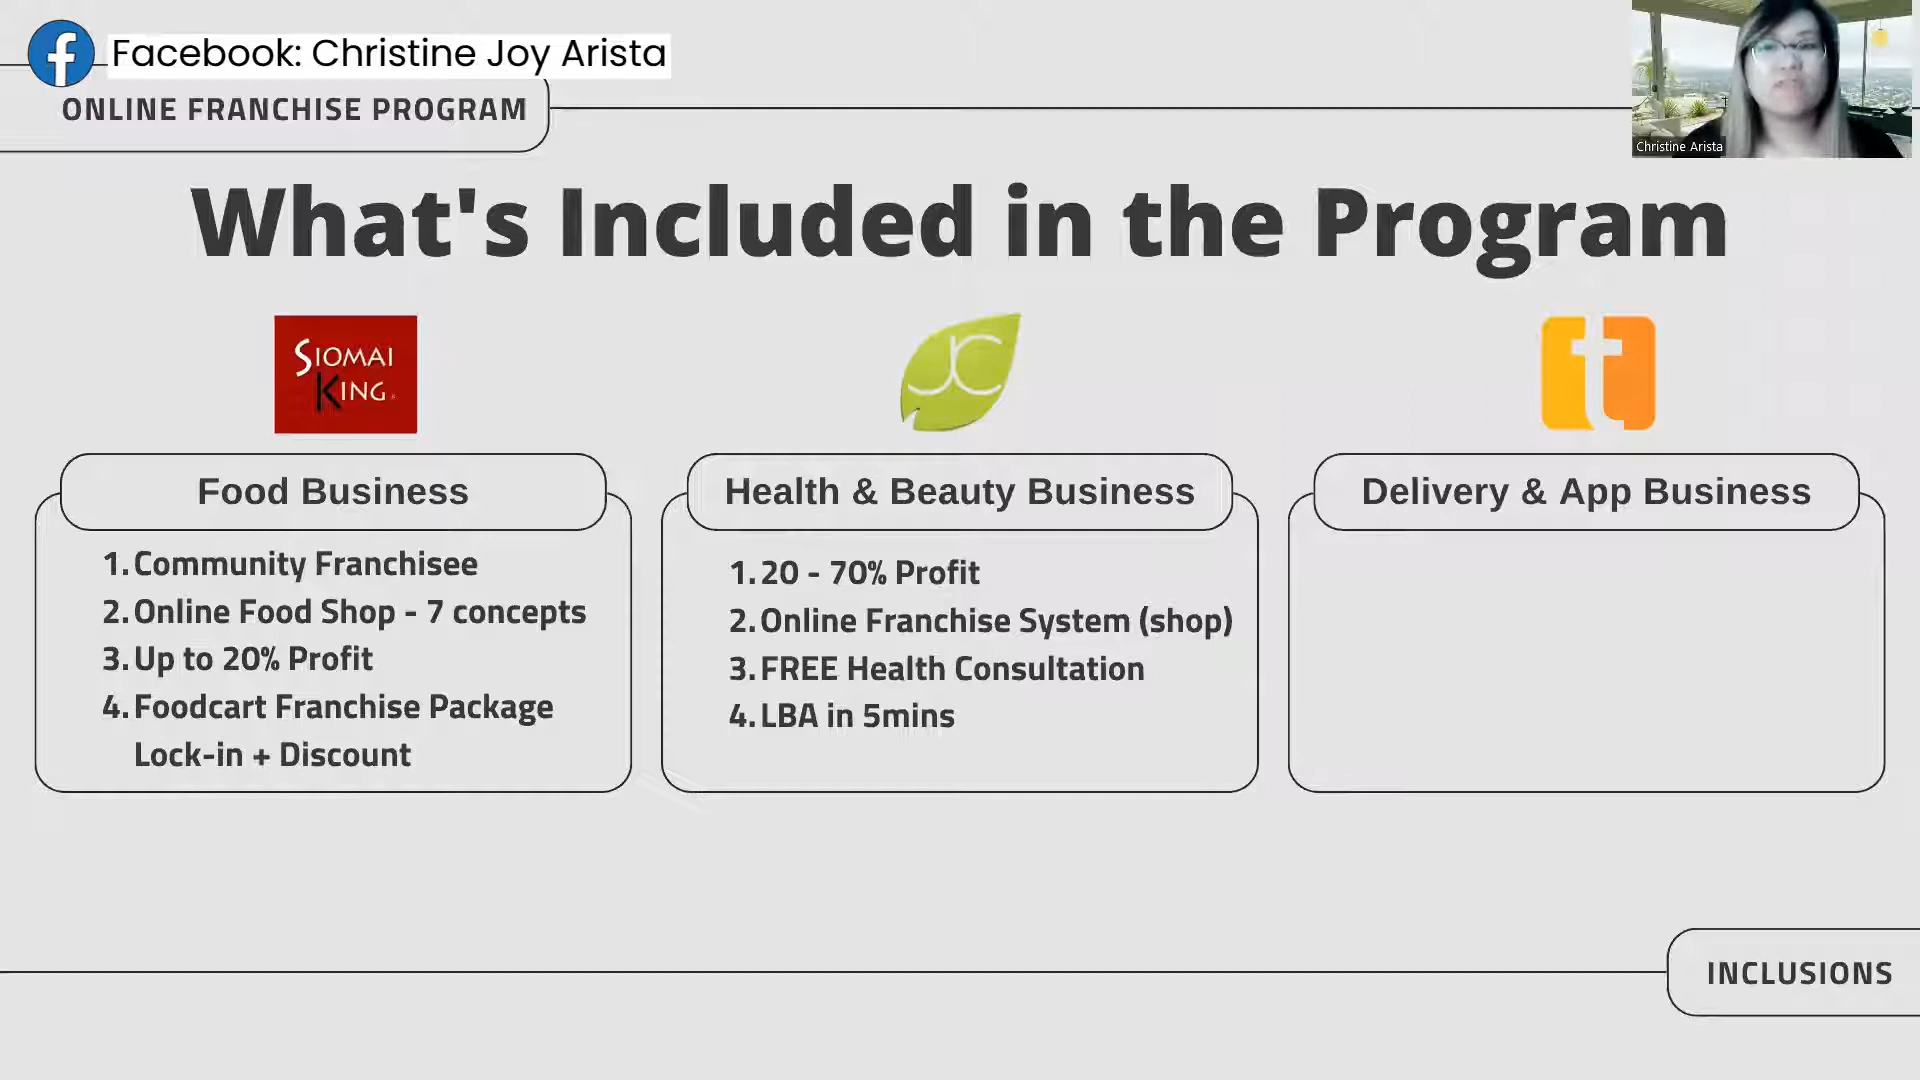 Facebook: Christine Joy Arista
ONLINE FRANCHISE PROGRAM
Christine Arista
What's Included in the Program
SIOMAI
KING
JC
t
Food Business
1. Community Franchisee
2. Online Food Shop - 7 concepts
3. Up to 20% Profit
4. Foodcart Franchise Package
Lock-in + Discount
Health & Beauty Business
1. 20 - 70% Profit
2. Online Franchise System (shop)
3. FREE Health Consultation
4. LBA in 5mins
Delivery & App Business
INCLUSIONS